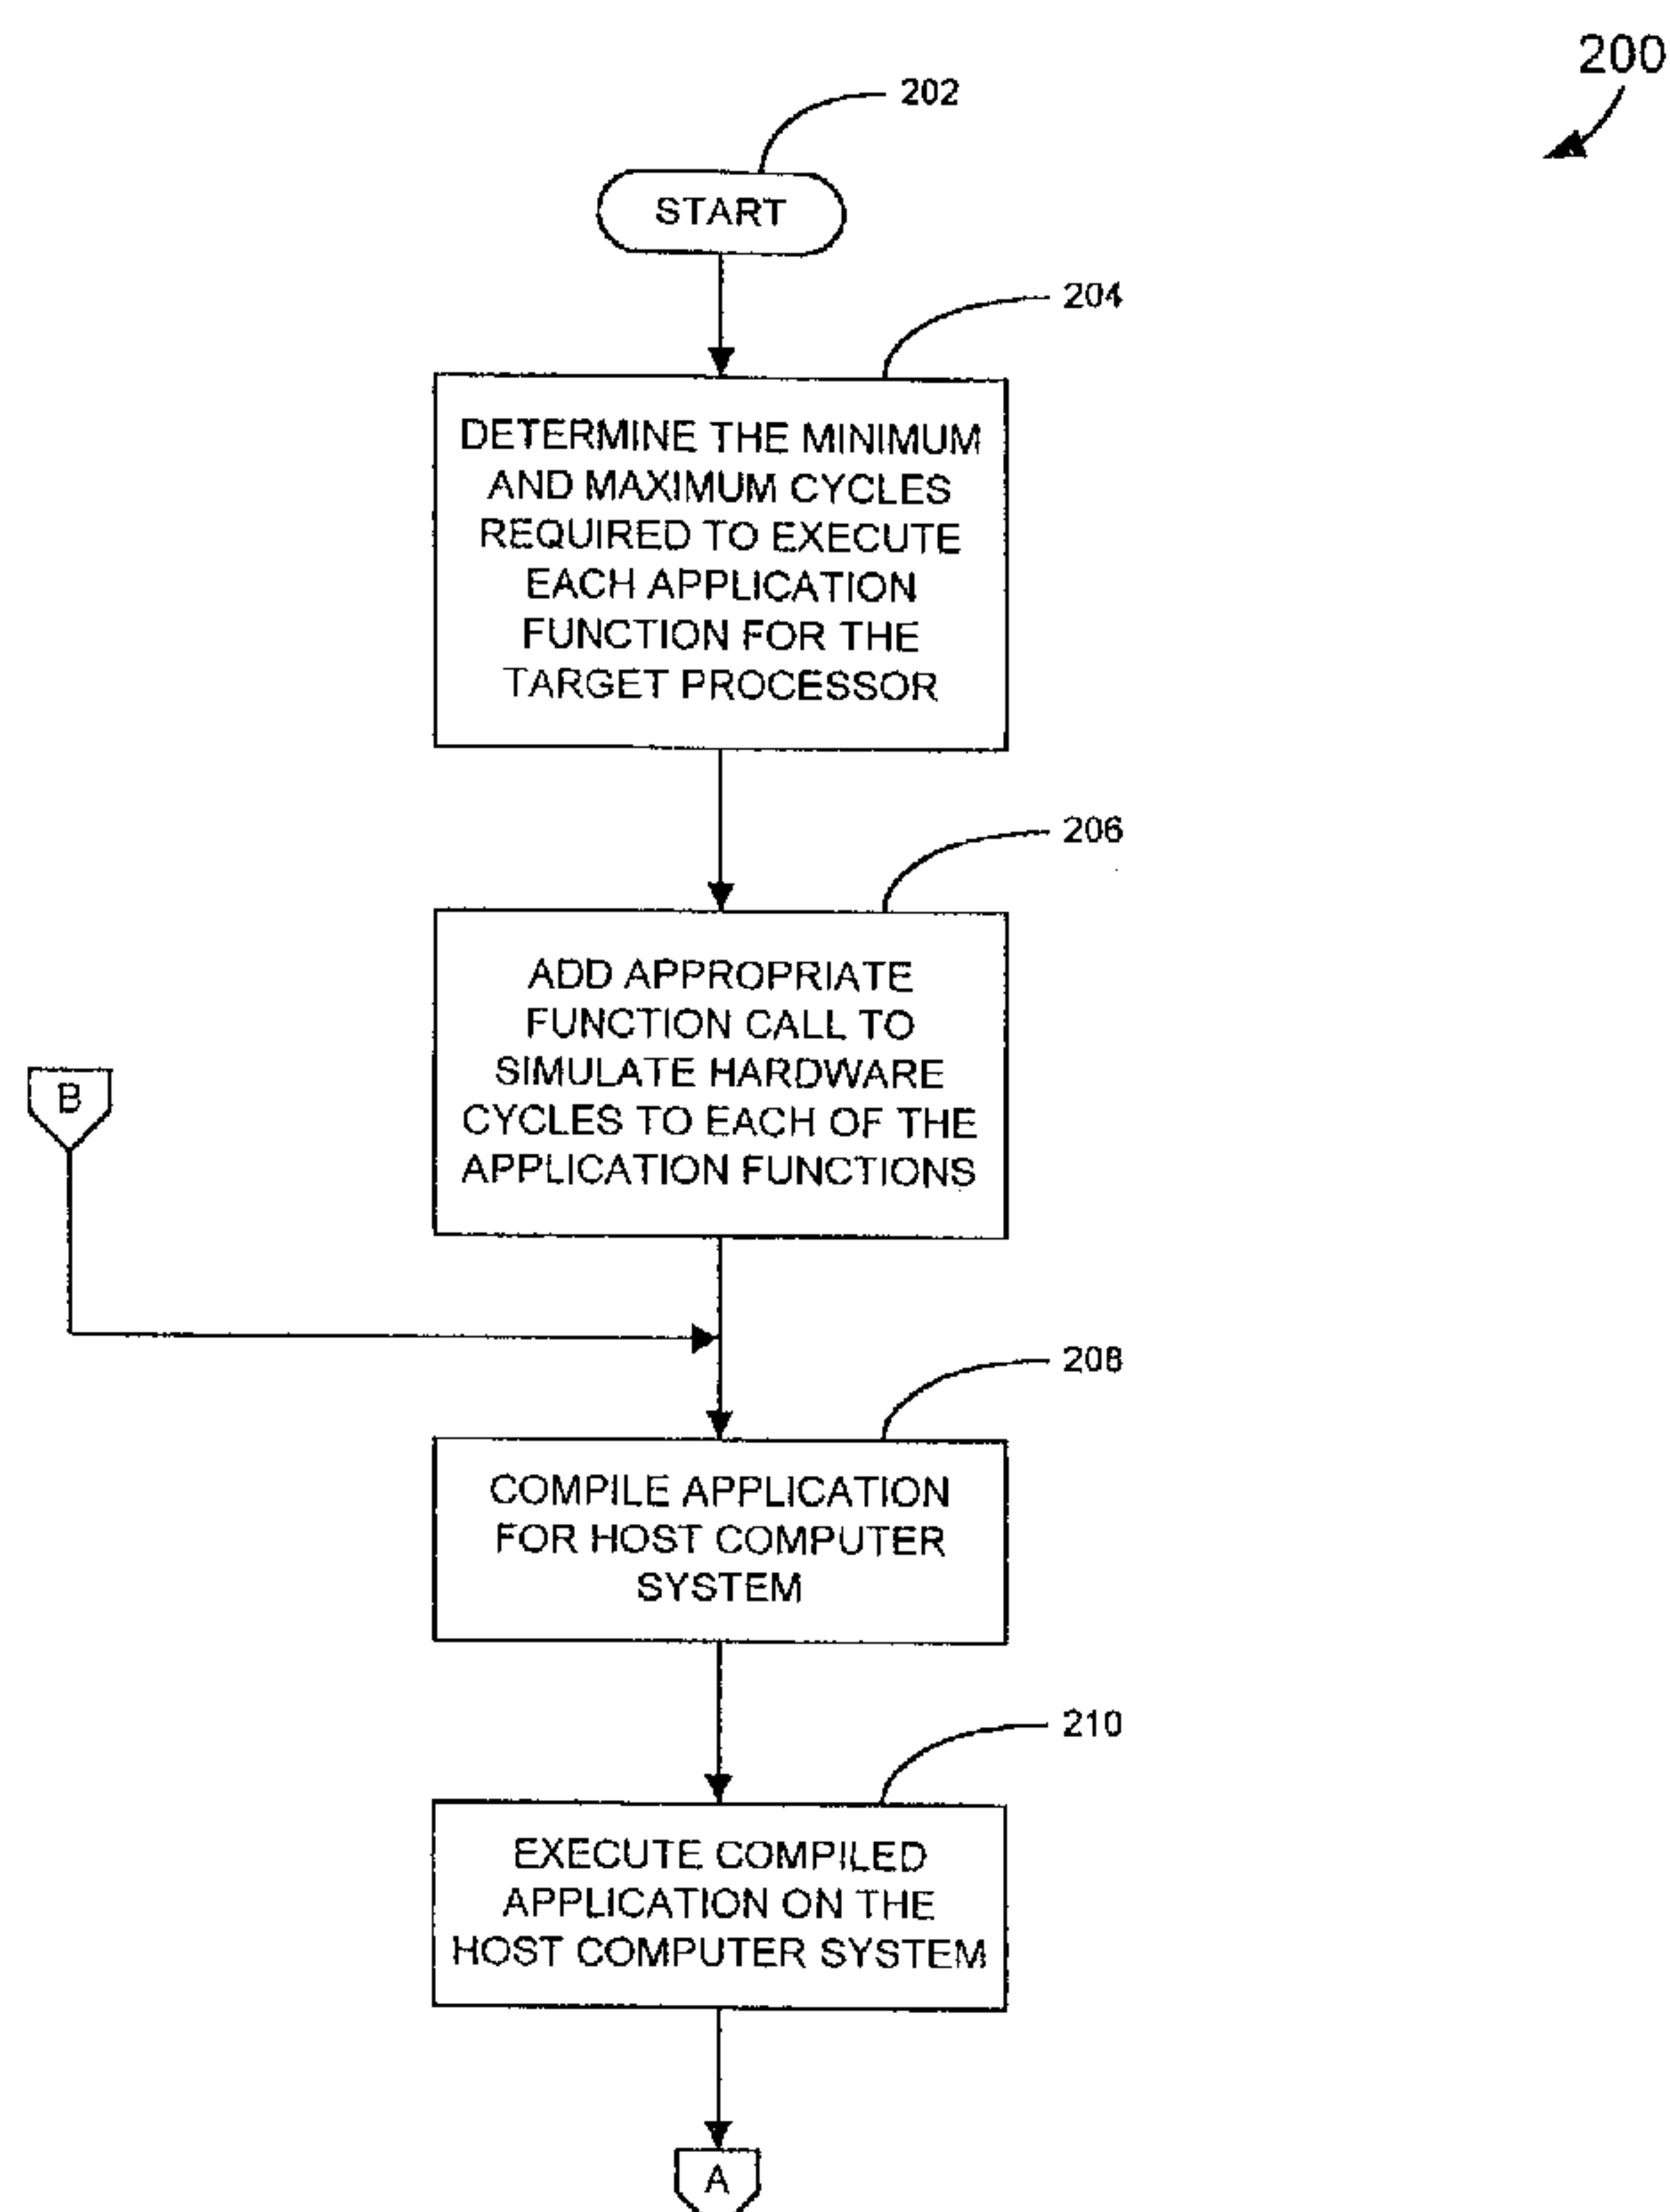 200
202
START
204
DETERMINE THE MINIMUM
AND MAXIMUM CYCLES
REQUIRED TO EXECUTE
EACH APPLICATION
FUNCTION FOR THE
TARGET PROCESSOR
206
ADD APPROPRIATE
FUNCTION CALL TO
SIMULATE HARDWARE
CYCLES TO EACH OF THE
APPLICATION FUNCTIONS
B
208
COMPILE APPLICATION
FOR HOST COMPUTER
SYSTEM
210
EXECUTE COMPILED
APPLICATION ON THE
HOST COMPUTER SYSTEM
A